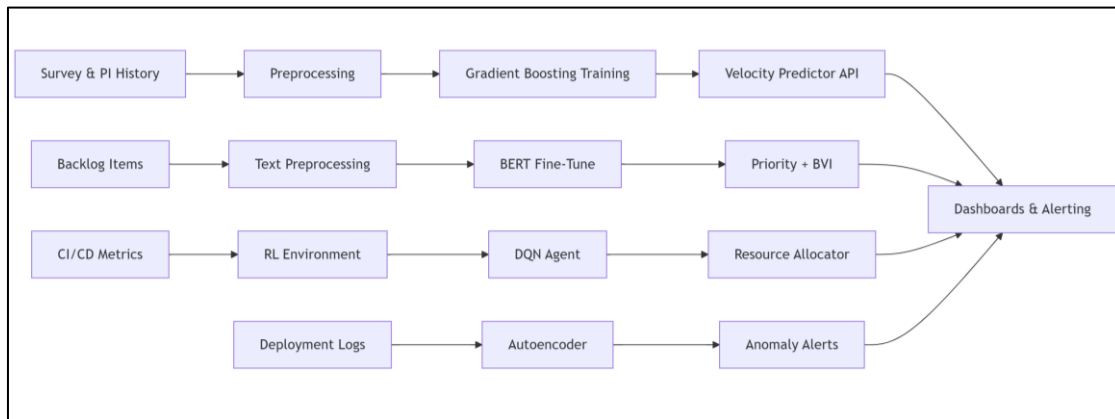 Survey & PI History
Preprocessing
Gradient Boosting Training
Velocity Predictor API
Backlog Items
Text Preprocessing
BERT Fine-Tune
Priority + BVI
Dashboards & Alerting
CI/CD Metrics
RL Environment
DQN Agent
Resource Allocator
Deployment Logs
Autoencoder
Anomaly Alerts